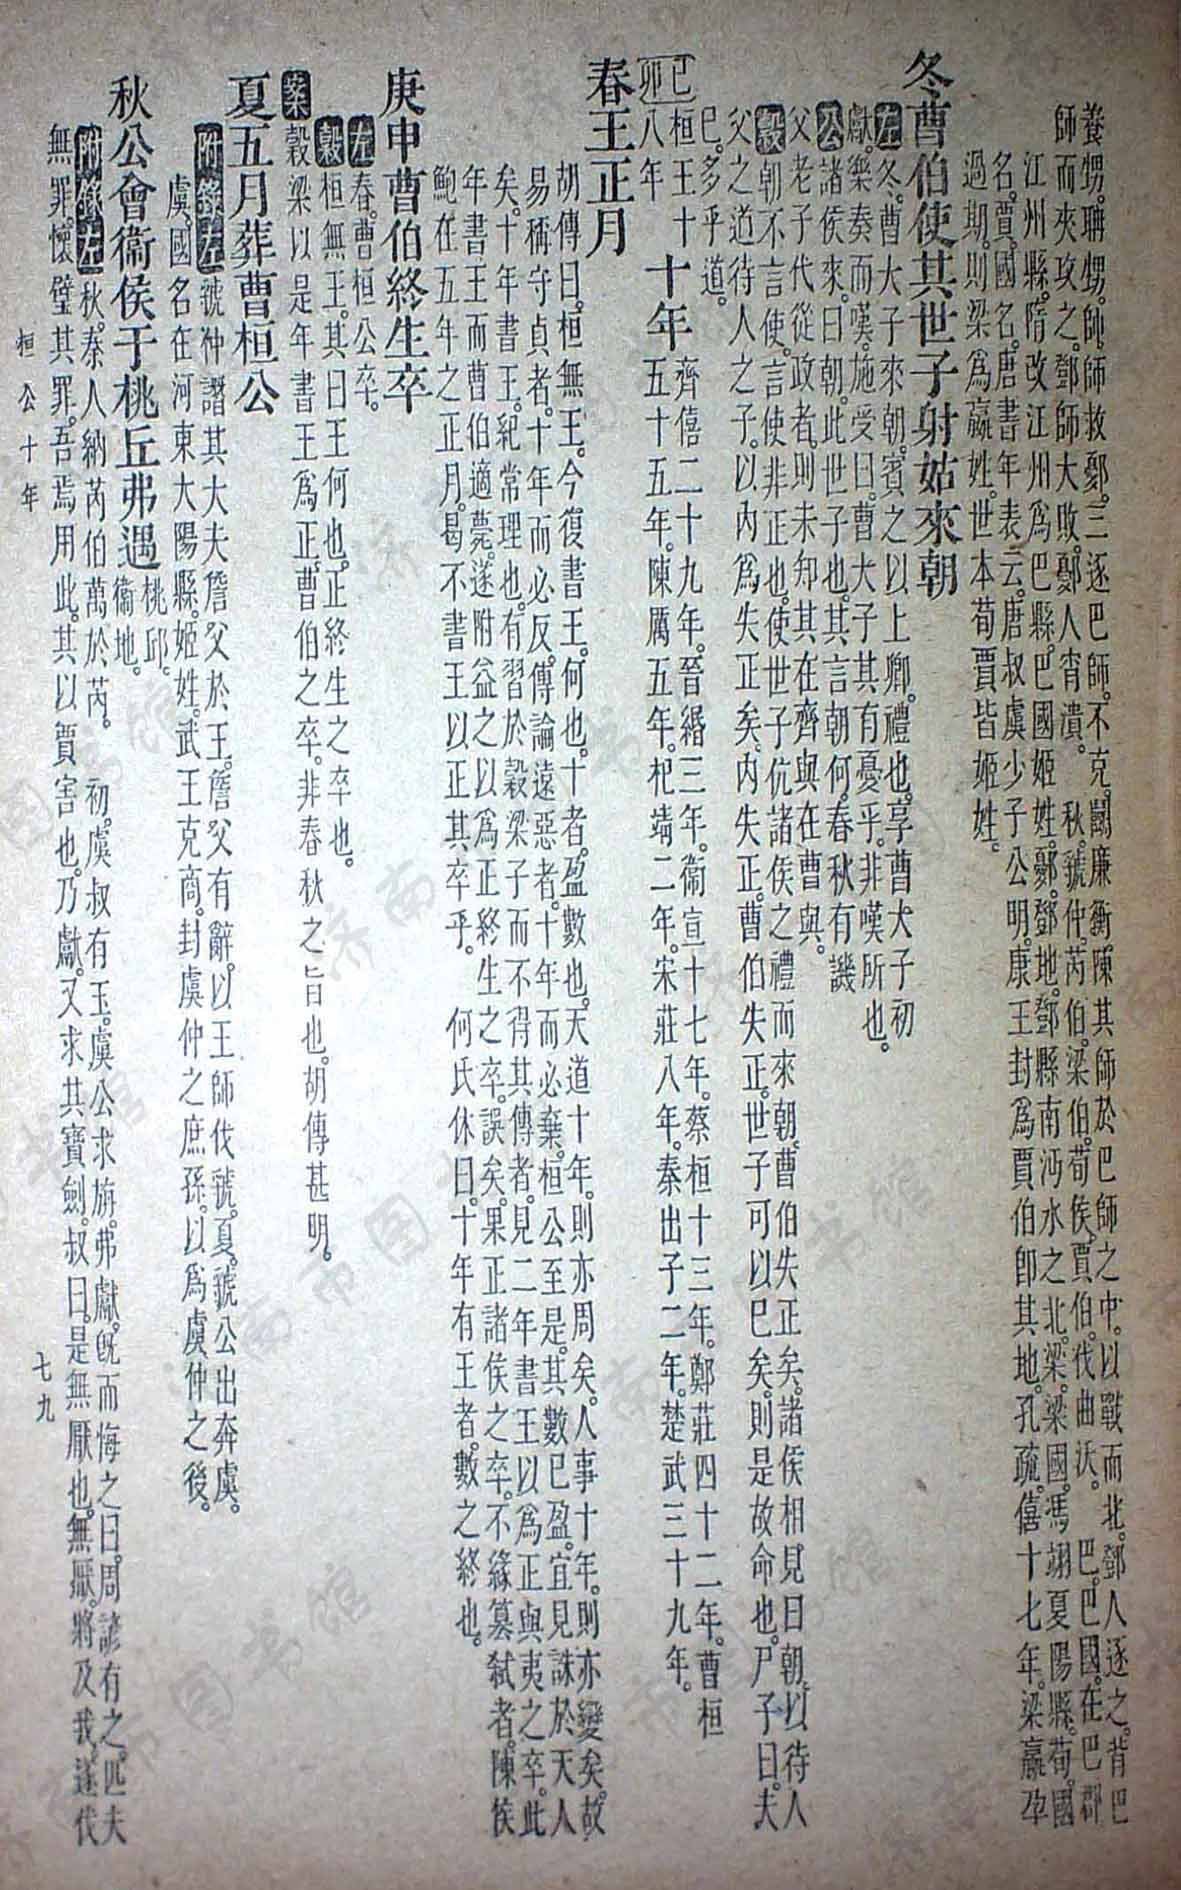 養甥聃甥帥師救鄾。三逐巴師。不克。鬭廉衡陳其師於巴師之中。以戰而北。鄧人逐之。背巴
師而夾攻之。鄧師大敗。鄾人宵潰。　秋。虢仲。芮伯。梁伯。荀侯。賈伯。伐曲沃。　巴。巴國。在巴郡
江州縣。隋改江州爲巴縣。巴國姬姓。鄾。鄧地。鄧縣南沔水之北。梁。梁國。馮翊夏陽縣。荀。國
名。賈。國名。唐書年表云。唐叔虞少子公明。康王封爲賈伯。卽其地。孔疏。僖十七年。梁嬴孕
過期。則梁爲嬴姓。世本荀賈皆姬姓。
冬曹伯使其世子射姑來朝
左冬。曹大子來朝。賓之以上卿。禮也。享曹大子。初
獻。樂奏而嘆。施受曰。曹大子其有憂乎。非嘆所也。
公諸侯來。曰朝。此世子也。其言朝何。春秋有譏
父老子代從政者。則未知其在齊與。在曹與。
穀朝不言使。言使非正也。使世子伉諸侯之禮而來朝。曹伯失正矣。諸侯相見曰朝。以待人
父之道待人之子。以內爲失正矣。內失正。曹伯失正。世子可以已矣。則是故命也。尸子曰。夫
已。多乎道。
己卯
桓王十八年
十年
齊僖二十九年。晉緡三年。衞宣十七年。蔡桓十三年。鄭莊四十二年。曹桓
五十五年。陳厲五年。杞靖二年。宋莊八年。秦出子二年。楚武三十九年。
春王正月
胡傳曰。桓無王。今復書王。何也。十者。盈數也。天道十年。則亦周矣。人事十年。則亦變矣。故
易稱守貞者。十年而必反。傳論遠惡者。十年而必棄。桓公至是。其數已盈。宜見誅於天人
矣。十年書王。紀常理也。有習於穀梁子而不得其傳者。見二年書王以爲正與夷之卒。此
年書王而曹伯適薨。遂附益之以爲正終生之卒。誤矣。果正諸侯之卒。不緣篡弒者。陳侯
鮑在五年之正月。曷不書王以正其卒乎。　何氏休曰。十年有王者。數之終也。
庚申曹伯終生卒
左春。曹桓公卒。
穀桓無王。其曰王何也。正終生之卒也。
案穀梁以是年書王爲正。曹伯之卒。非春秋之旨也。胡傳甚明。
夏五月葬曹桓公
附錄左虢仲譖其大夫詹父於王。詹父有辭。以王師伐虢。夏。虢公出奔虞。
虞。國名。在河東大陽縣。姬姓。武王克商。封虞仲之庶孫。以爲虞仲之後。
秋公會衞侯于桃丘弗遇
桃邱。
衞地。
附錄左秋。秦人納芮伯萬於芮。　初。虞叔有玉。虞公求旃。弗獻。旣而悔之。曰。周諺有之。匹夫
無罪。懷璧其罪。吾焉用此。其以賈害也。乃獻。又求其寶劍。叔曰。是無厭也。無厭。將及我。遂伐
桓公十年
七九